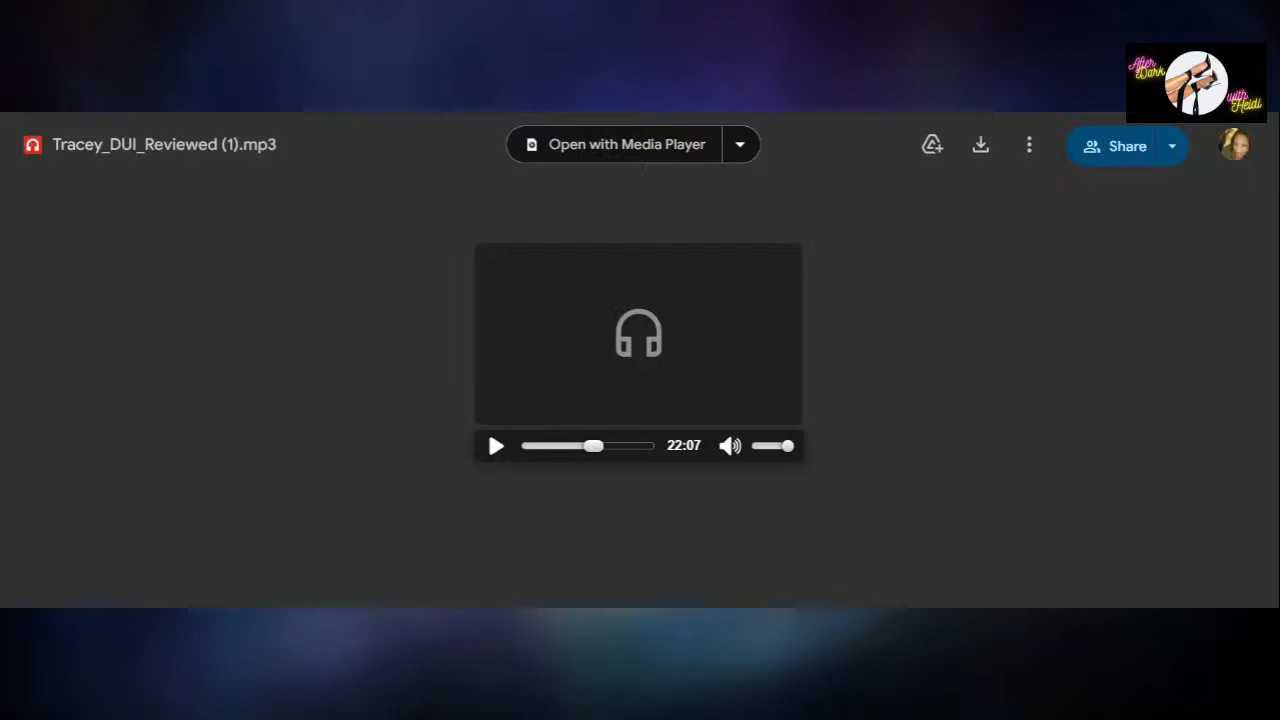 After
Dark
with
Heidi
Tracey_DUI_Reviewed (1).mp3
Open with Media Player
Share
22:07